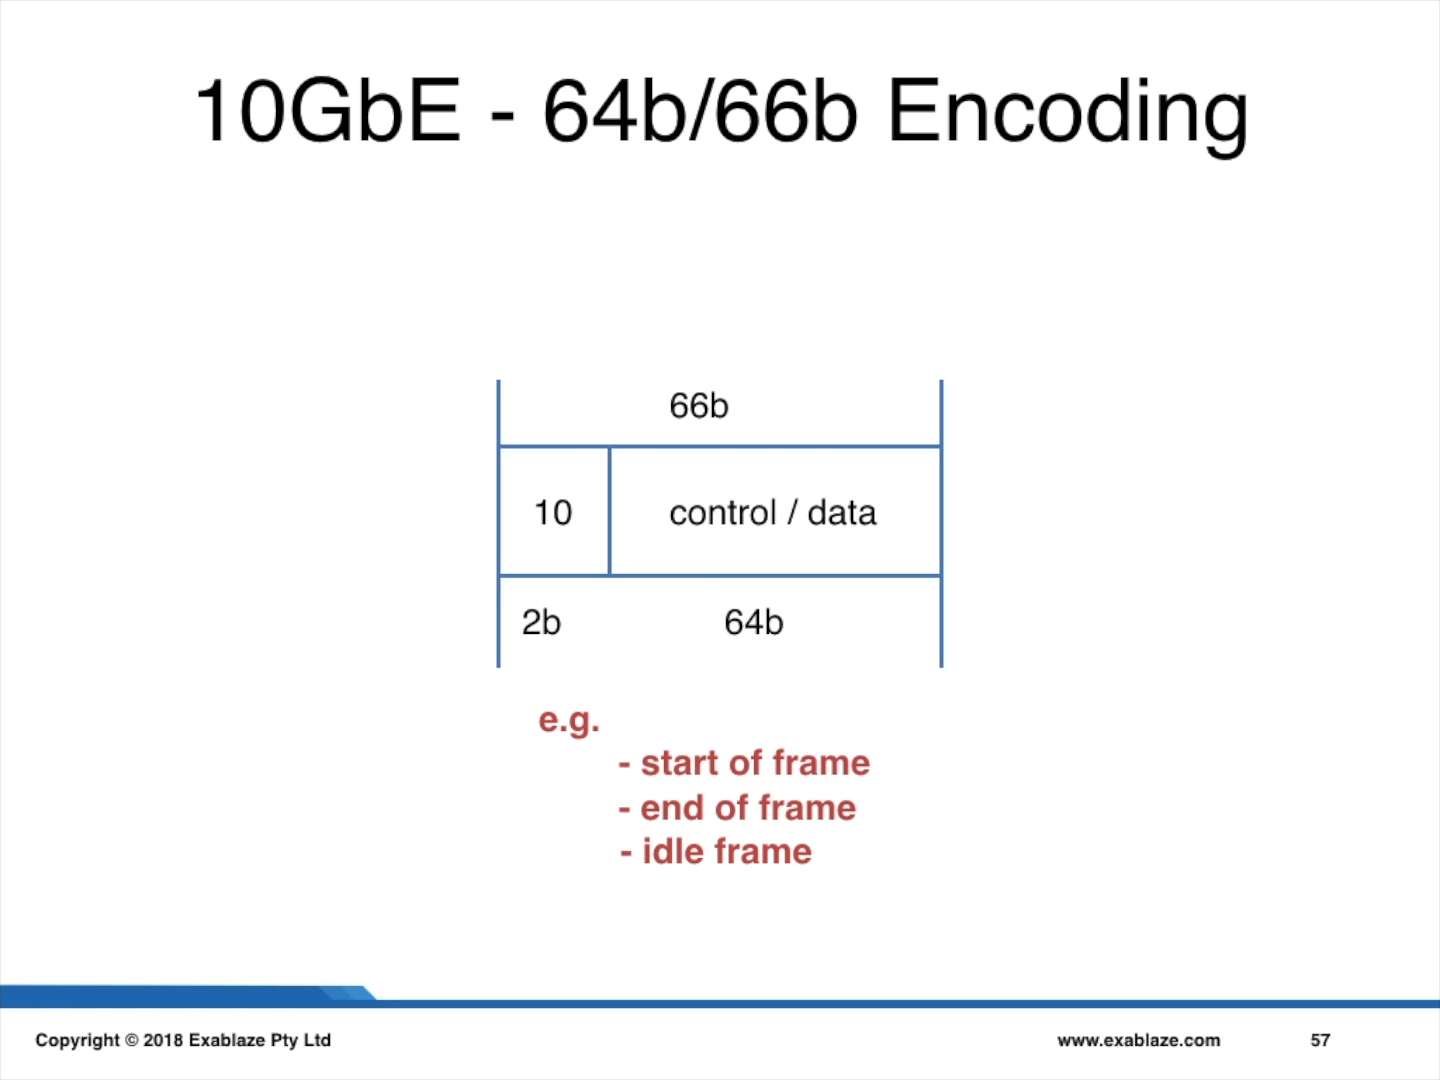 10GbE - 64b/66b Encoding
66b
10
control / data
2b
64b
e.g.
- start of frame
- end of frame
- idle frame
Copyright © 2018 Exablaze Pty Ltd
www.exablaze.com
57